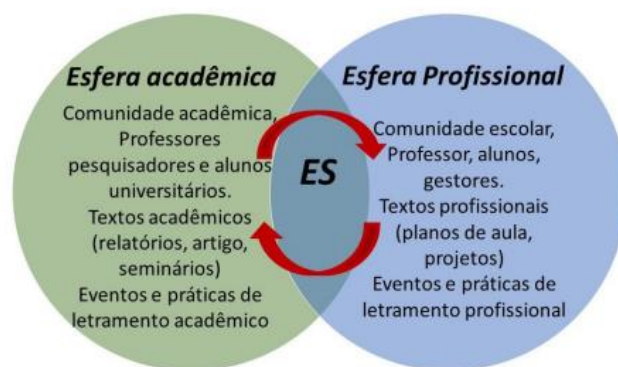 Esfera acadêmica
Comunidade acadêmica,
Professores
pesquisadores e alunos
universitários.
Textos acadêmicos
(relatórios, artigo,
seminários)
Eventos e práticas de
letramento acadêmico
ES
Esfera Profissional
Comunidade escolar,
Professor, alunos,
gestores.
Textos profissionais
(planos de aula,
projetos)
Eventos e práticas de
letramento profissional